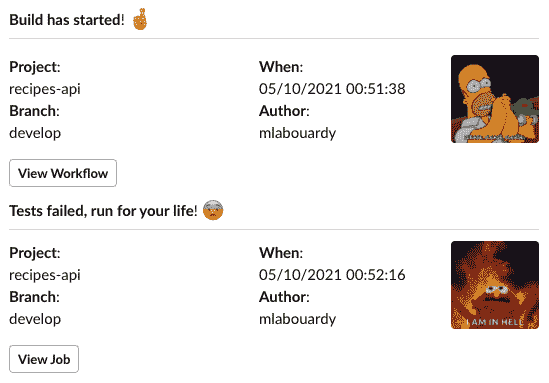 Build has started!
Project: When:
recipes-api 05/10/2021 00:51:38
Branch: Author:
develop mlabouardy
View Workflow
Tests failed, run for your life!
Project: When:
recipes-api 05/10/2021 00:52:16
Branch: Author:
develop mlabouardy
I AM IN HELL
View Job